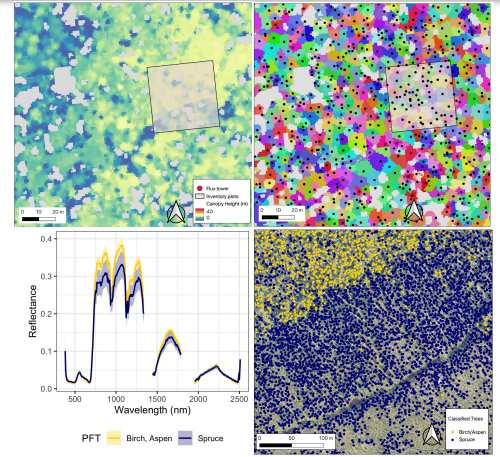 Flux tower
Inventory plots
Canopy Height (m)
40
0
0 10 20 m
0 10 20 m
0.4
0.3
0.2
0.1
0.0
Reflectance
500 1000 1500 2000 2500
Wavelength (nm)
PFT Birch, Aspen Spruce
Classified Trees
Birch/Aspen
Spruce
0 50 100 m